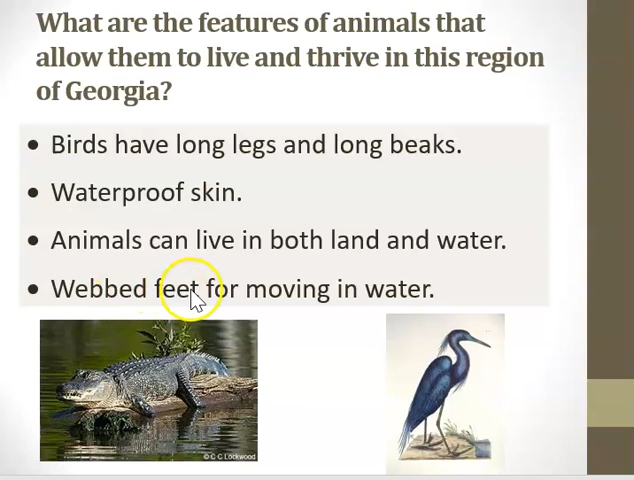 What are the features of animals that
allow them to live and thrive in this region
of Georgia?
• Birds have long legs and long beaks.
• Waterproof skin.
• Animals can live in both land and water.
• Webbed feet for moving in water.
© C C Lockwood